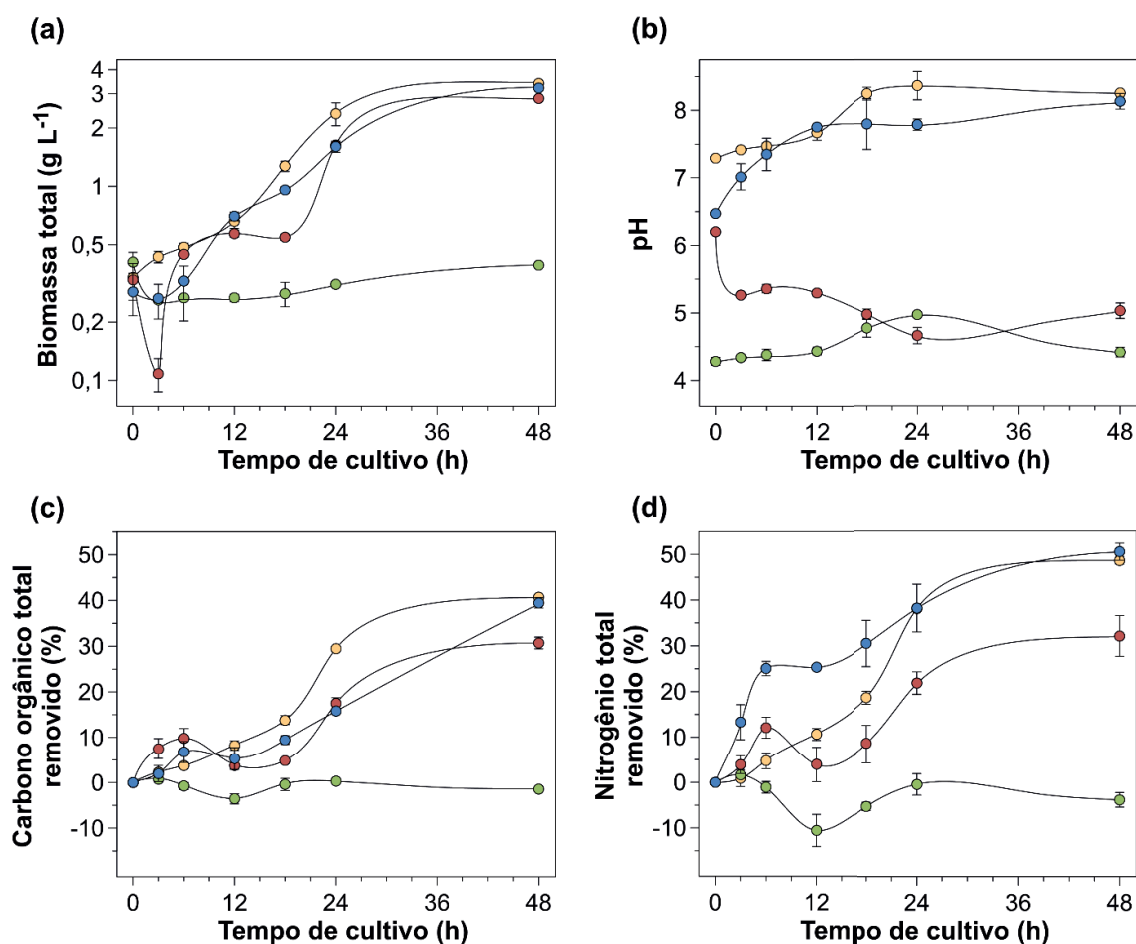 (a)
Biomassa total (g L-1)
4
3
2
1
0,5
0,2
0,1
0 12 24 36 48
Tempo de cultivo (h)
(b)
pH
8
7
6
5
4
0 12 24 36 48
Tempo de cultivo (h)
(c)
Carbono orgânico total
removido (%)
50
40
30
20
10
0
-10
0 12 24 36 48
Tempo de cultivo (h)
(d)
Nitrogênio total
removido (%)
50
40
30
20
10
0
-10
0 12 24 36 48
Tempo de cultivo (h)